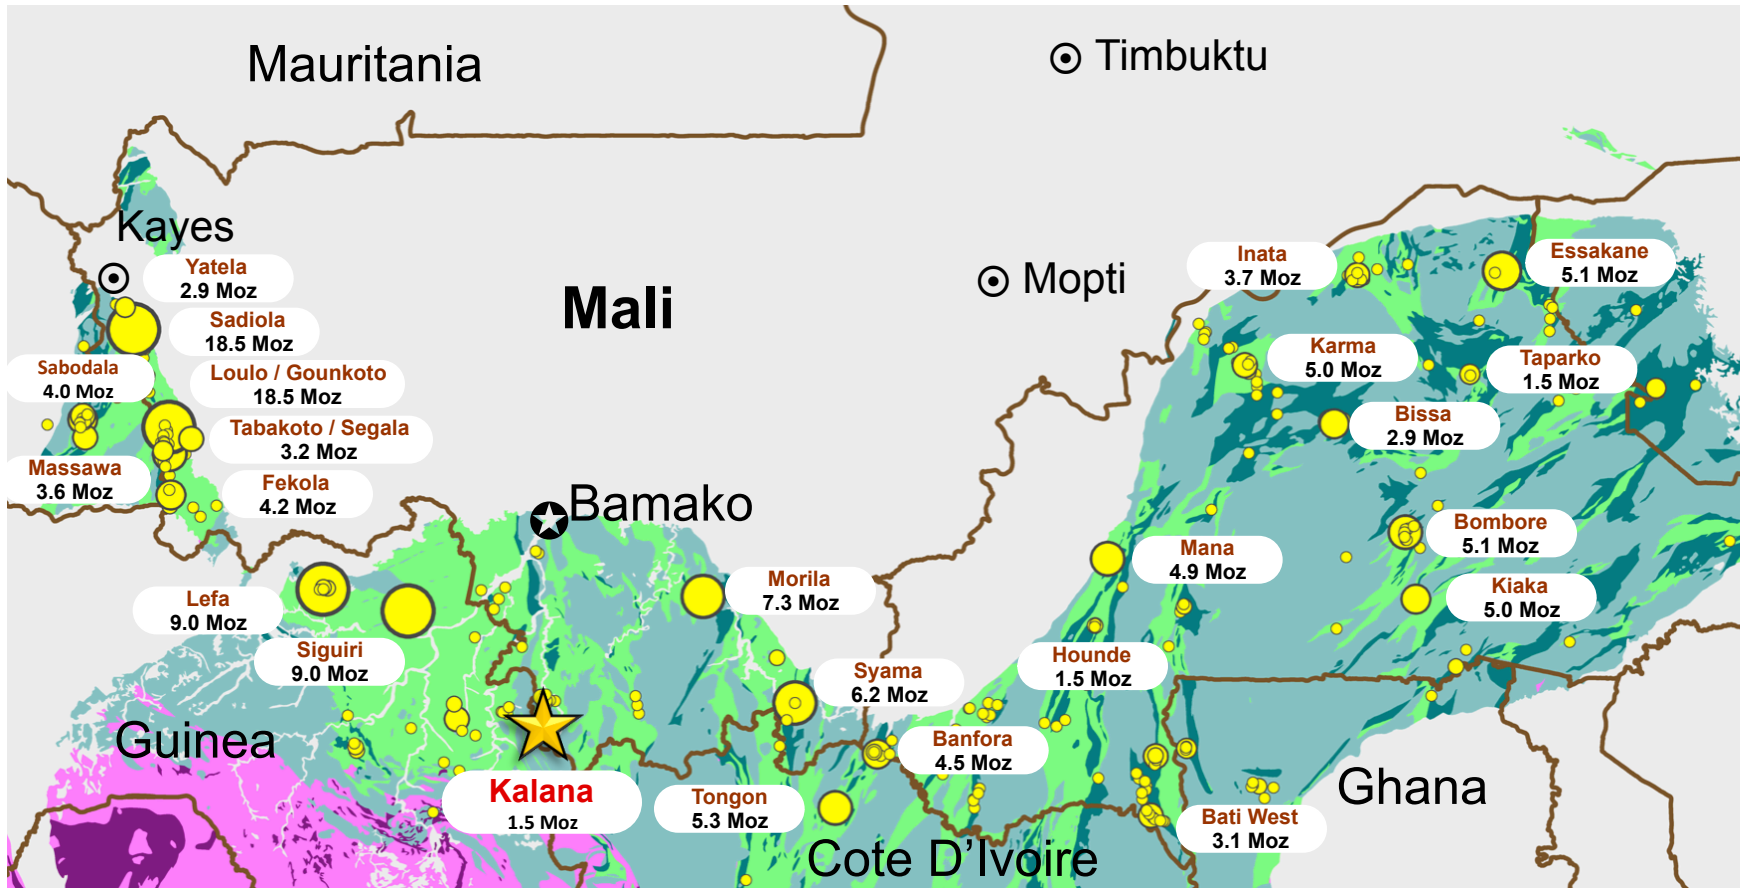 Mauritania
Timbuktu
Kayes
Yatela
2.9 Moz
Mali
Mopti
Inata
3.7 Moz
Essakane
5.1 Moz
Sadiola
18.5 Moz
Sabodala
4.0 Moz
Loulo / Gounkoto
18.5 Moz
Karma
5.0 Moz
Taparko
1.5 Moz
Tabakoto / Segala
3.2 Moz
Bissa
2.9 Moz
Massawa
3.6 Moz
Fekola
4.2 Moz
Bamako
Bombore
5.1 Moz
Mana
4.9 Moz
Morila
7.3 Moz
Lefa
9.0 Moz
Kiaka
5.0 Moz
Siguiri
9.0 Moz
Hounde
1.5 Moz
Syama
6.2 Moz
Guinea
Banfora
4.5 Moz
Kalana
1.5 Moz
Tongon
5.3 Moz
Ghana
Bati West
3.1 Moz
Cote D’Ivoire